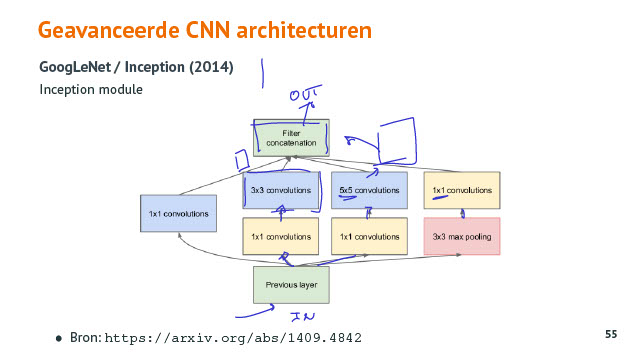 Geavanceerde CNN architecturen
GoogLeNet / Inception (2014)
Inception module
OUT
Filter
concatenation
3x3 convolutions
5x5 convolutions
1x1 convolutions
1x1 convolutions
1x1 convolutions
1x1 convolutions
3x3 max pooling
Previous layer
IN
● Bron: https://arxiv.org/abs/1409.4842
55